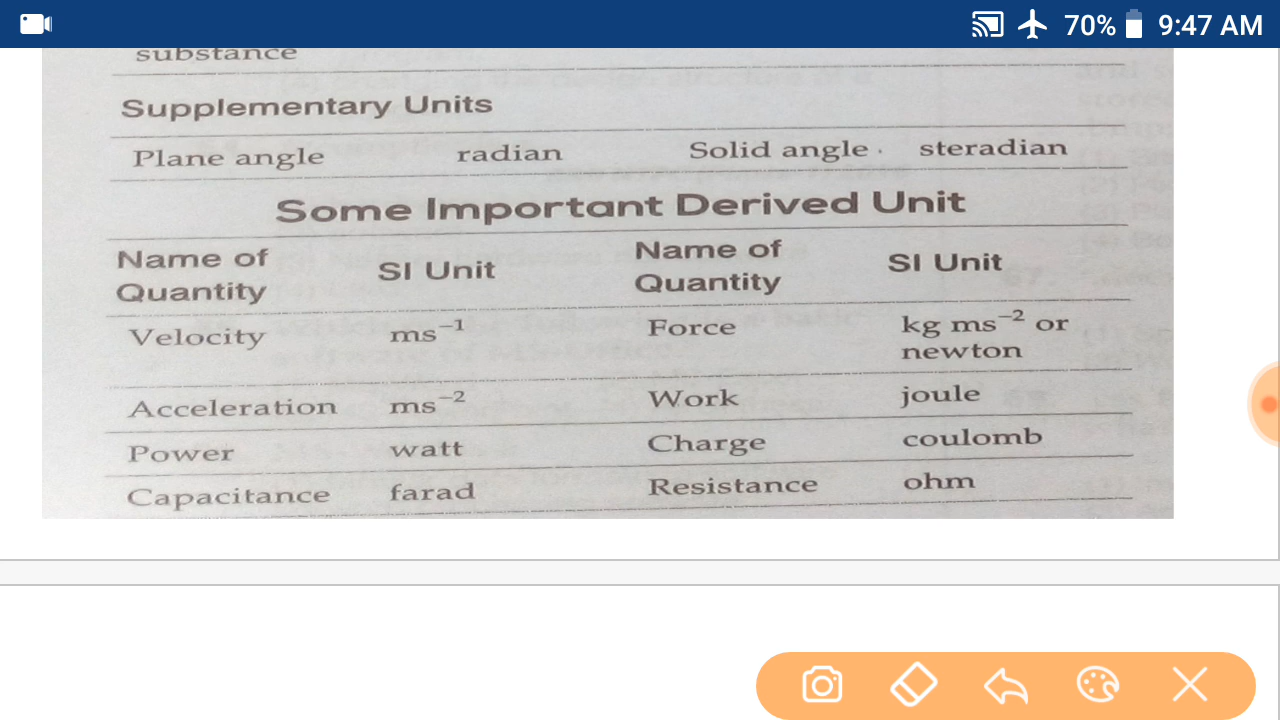 70% 9:47 AM
substance
Supplementary Units
Plane angle radian Solid angle steradian
Some Important Derived Unit
Name of Quantity SI Unit Name of Quantity SI Unit
Velocity ms⁻¹ Force kg ms⁻² or newton
Acceleration ms⁻² Work joule
Power watt Charge coulomb
Capacitance farad Resistance ohm